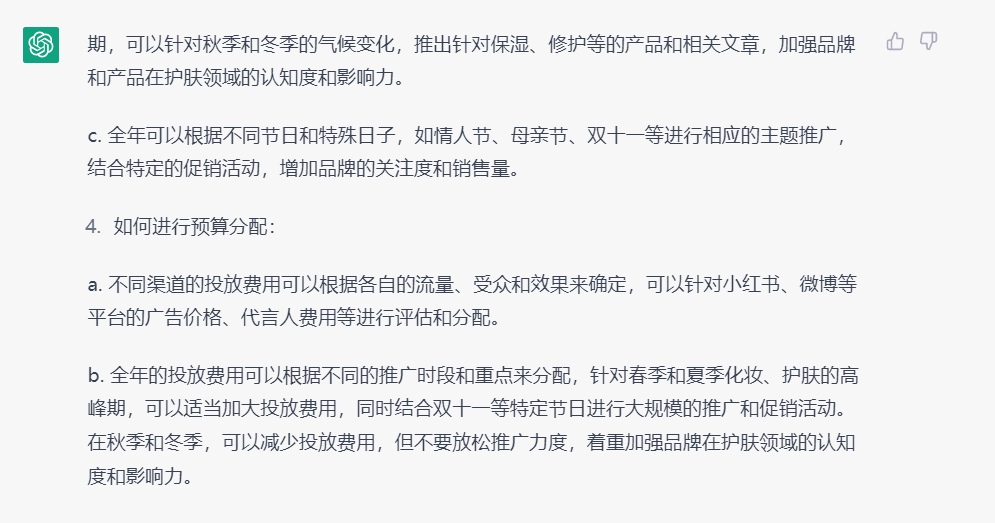 期，可以针对秋季和冬季的气候变化，推出针对保湿、修护等的产品和相关文章，加强品牌
和产品在护肤领域的认知度和影响力。
c. 全年可以根据不同节日和特殊日子，如情人节、母亲节、双十一等进行相应的主题推广，
结合特定的促销活动，增加品牌的关注度和销售量。
4. 如何进行预算分配：
a. 不同渠道的投放费用可以根据各自的流量、受众和效果来确定，可以针对小红书、微博等
平台的广告价格、代言人费用等进行评估和分配。
b. 全年的投放费用可以根据不同的推广时段和重点来分配，针对春季和夏季化妆、护肤的高
峰期，可以适当加大投放费用，同时结合双十一等特定节日进行大规模的推广和促销活动。
在秋季和冬季，可以减少投放费用，但不要放松推广力度，着重加强品牌在护肤领域的认知
度和影响力。